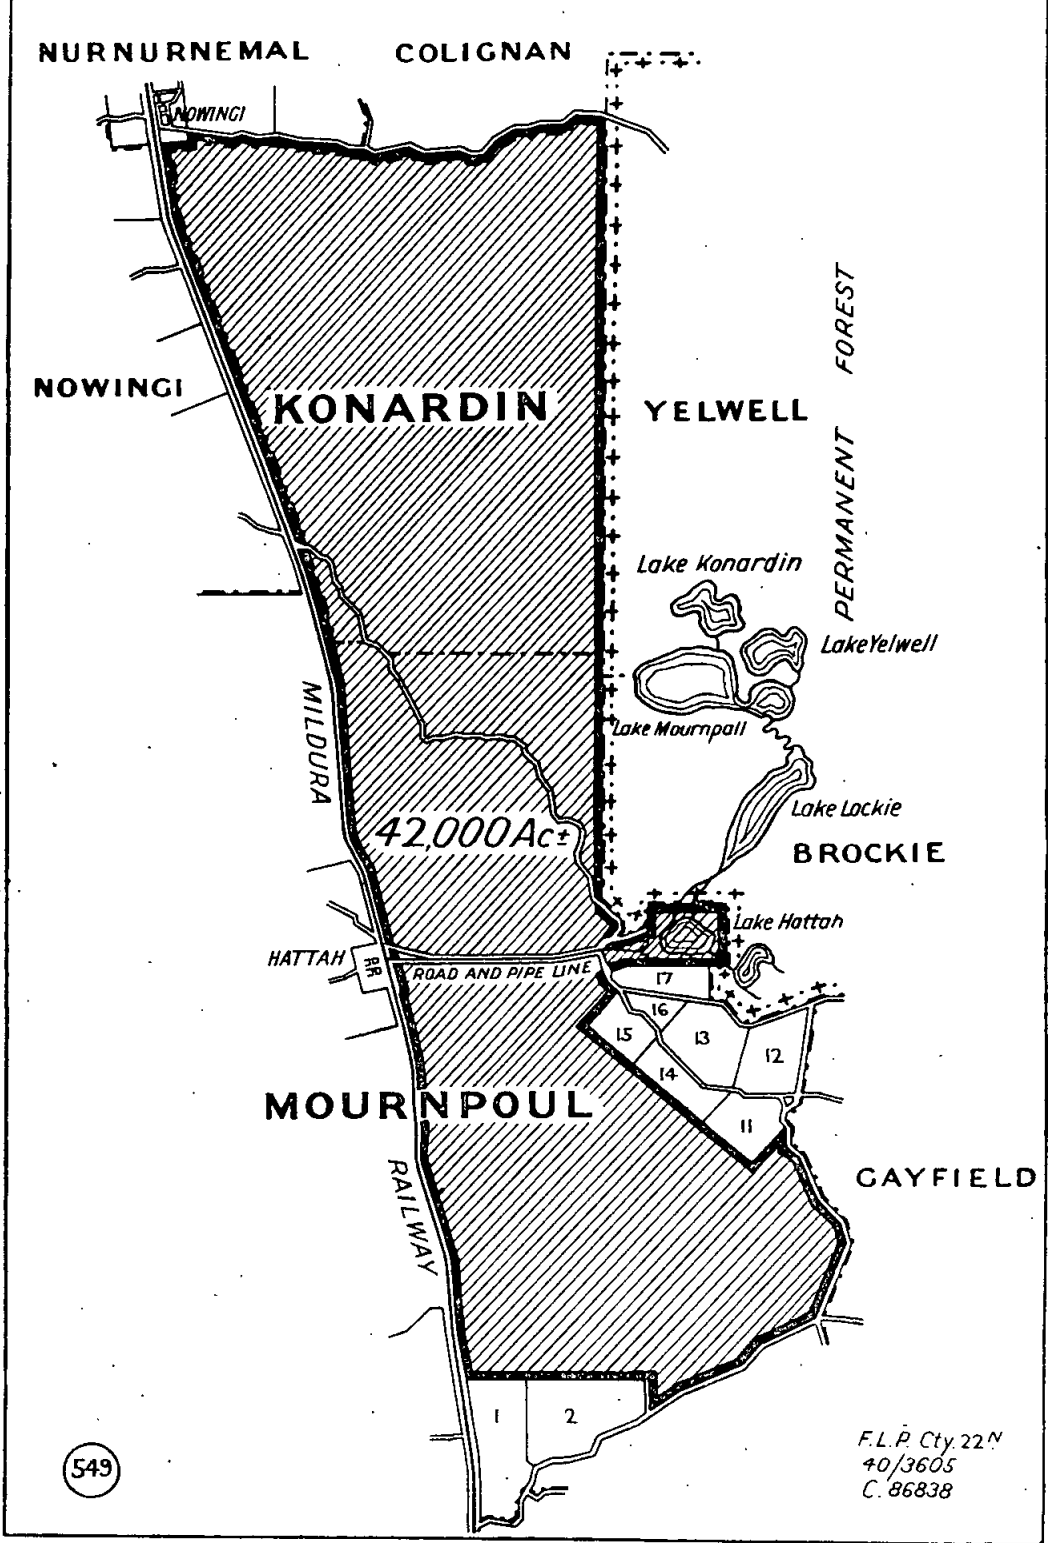 NURNURNEMAL COLIGNAN
NOWINGI
PERMANENT FOREST
NOWINGI
KONARDIN
YELWELL
Lake Konardin
Lake Yelwell
Lake Mournpall
MILDURA
42,000 Ac ±
Lake Lockie
BROCKIE
Lake Hattah
HATTAH
RR
ROAD AND PIPE LINE
17
16
15
13
12
14
11
MOURNPOUL
RAILWAY
GAYFIELD
1
2
549
F.L.P. Cty. 22N
40/3605
C. 86838